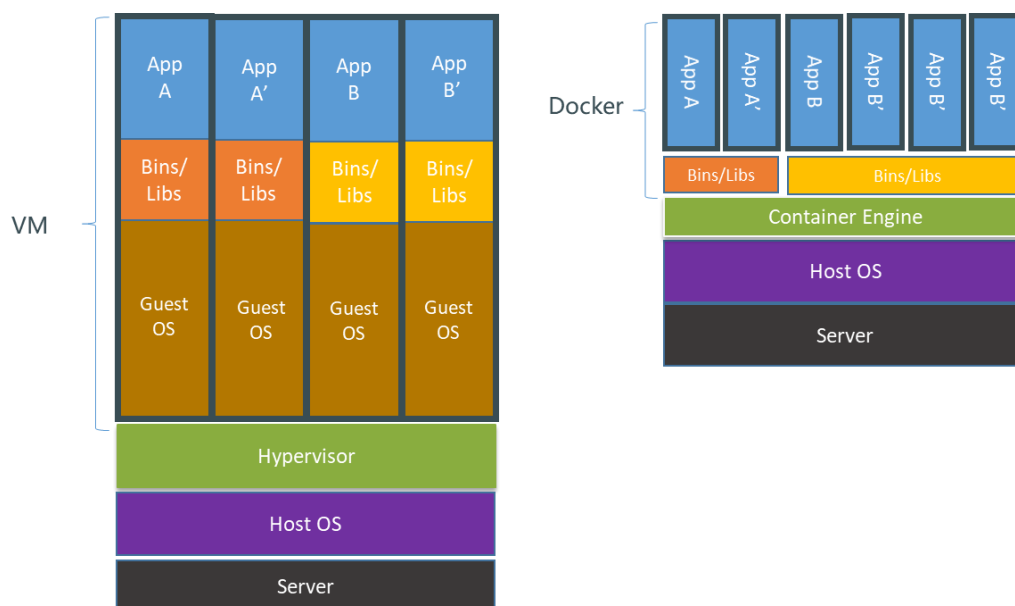 VM
App
A
App
A’
App
B
App
B’
Bins/
Libs
Bins/
Libs
Bins/
Libs
Bins/
Libs
Guest
OS
Guest
OS
Guest
OS
Guest
OS
Hypervisor
Host OS
Server
Docker
App A
App A’
App B
App B’
App B’
App B’
Bins/Libs
Bins/Libs
Container Engine
Host OS
Server